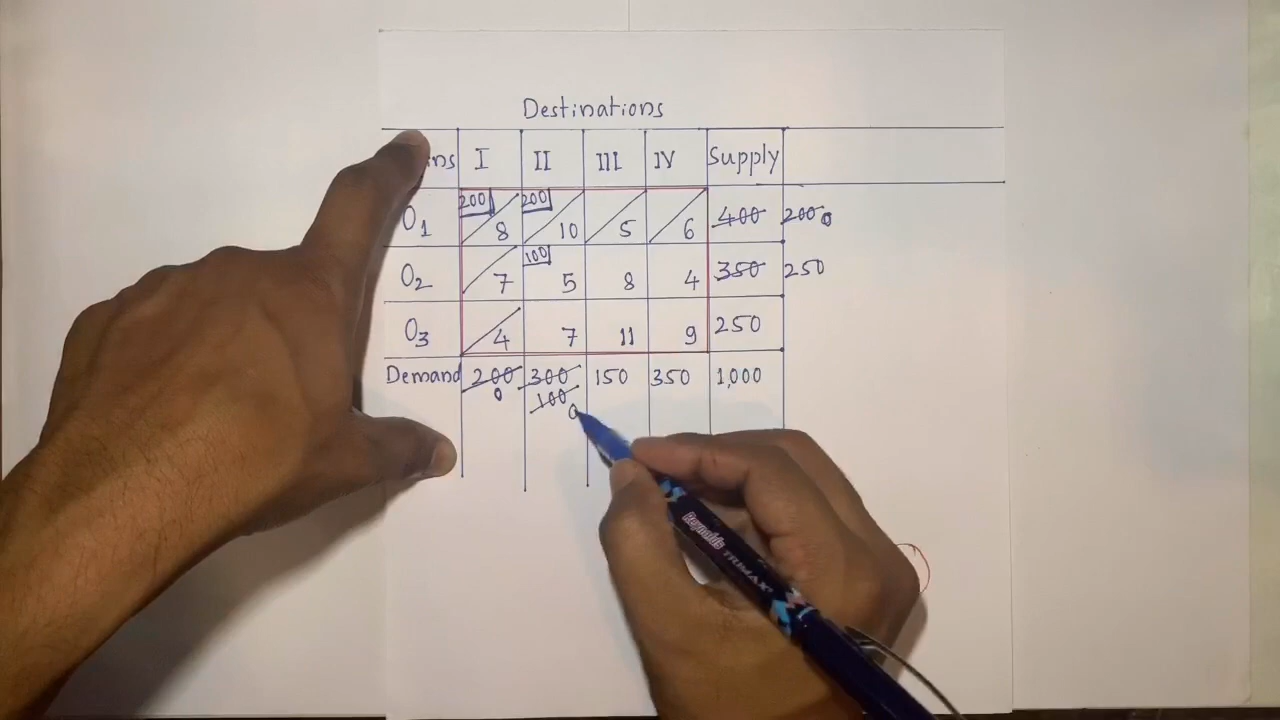 Destinations
I II III IV Supply
O1 200 8 200 10 5 6 400 200 0
O2 7 100 5 8 4 350 250
O3 4 7 11 9 250
Demand 200 300 150 350 1,000
0 100 0
Reynolds TRIMAX